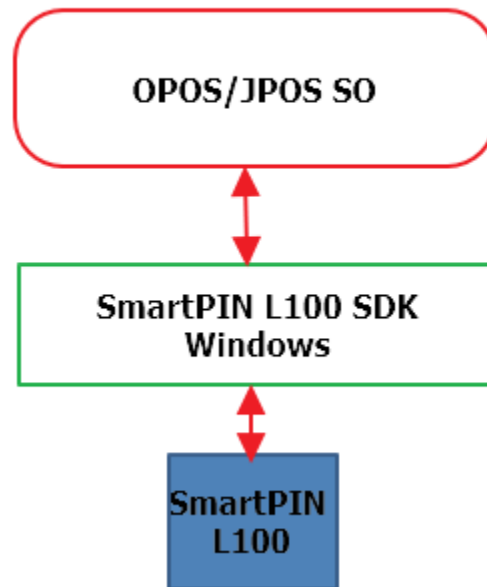 OPOS/JPOS SO
SmartPIN L100 SDK
Windows
SmartPIN
L100